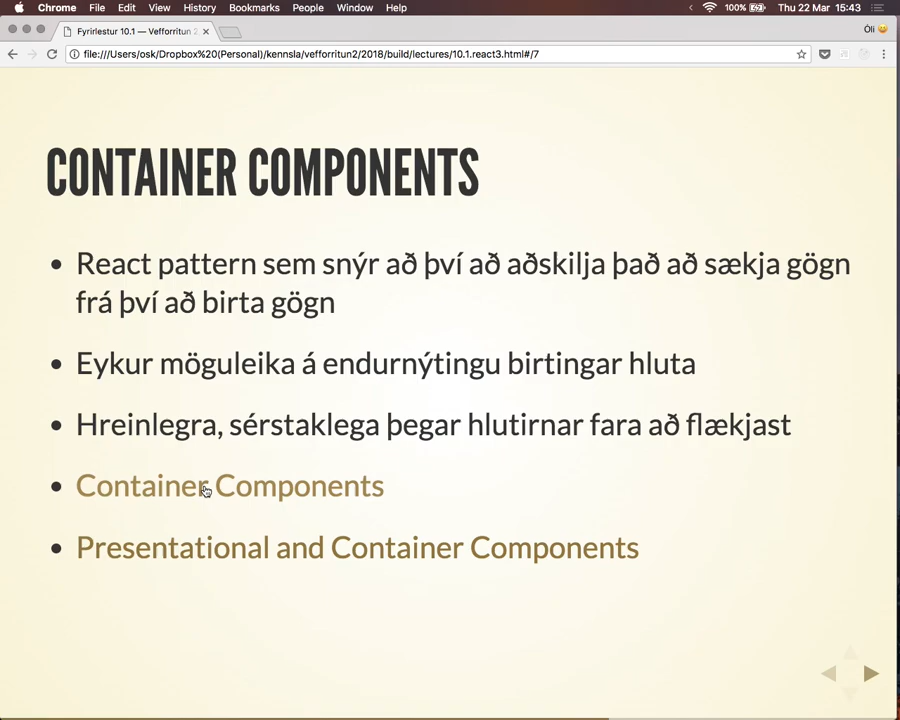 Chrome File Edit View History Bookmarks People Window Help 100% Thu 22 Mar 15:43
Fyrirlestur 10.1 — Vefforritun 2 Óli
file:///Users/osk/Dropbox%20(Personal)/kennsla/vefforritun2/2018/build/lectures/10.1.react3.html#/7
CONTAINER COMPONENTS
React pattern sem snýr að því að aðskilja það að sækja gögn
frá því að birta gögn
Eykur möguleika á endurnýtingu birtingar hluta
Hreinlegra, sérstaklega þegar hlutirnar fara að flækjast
Container Components
Presentational and Container Components